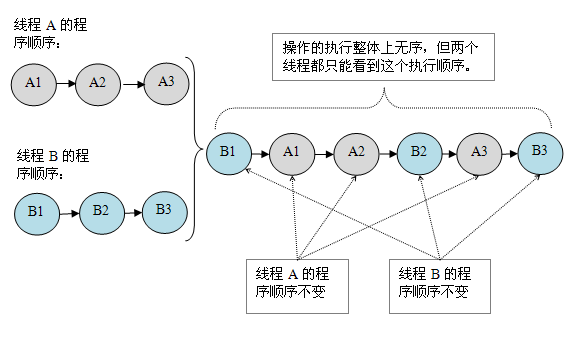 线程 A 的程
序顺序：
A1 A2 A3
线程 B 的程
序顺序：
B1 B2 B3
操作的执行整体上无序，但两个
线程都只能看到这个执行顺序。
B1 A1 A2 B2 A3 B3
线程 A 的程
序顺序不变
线程 B 的程
序顺序不变